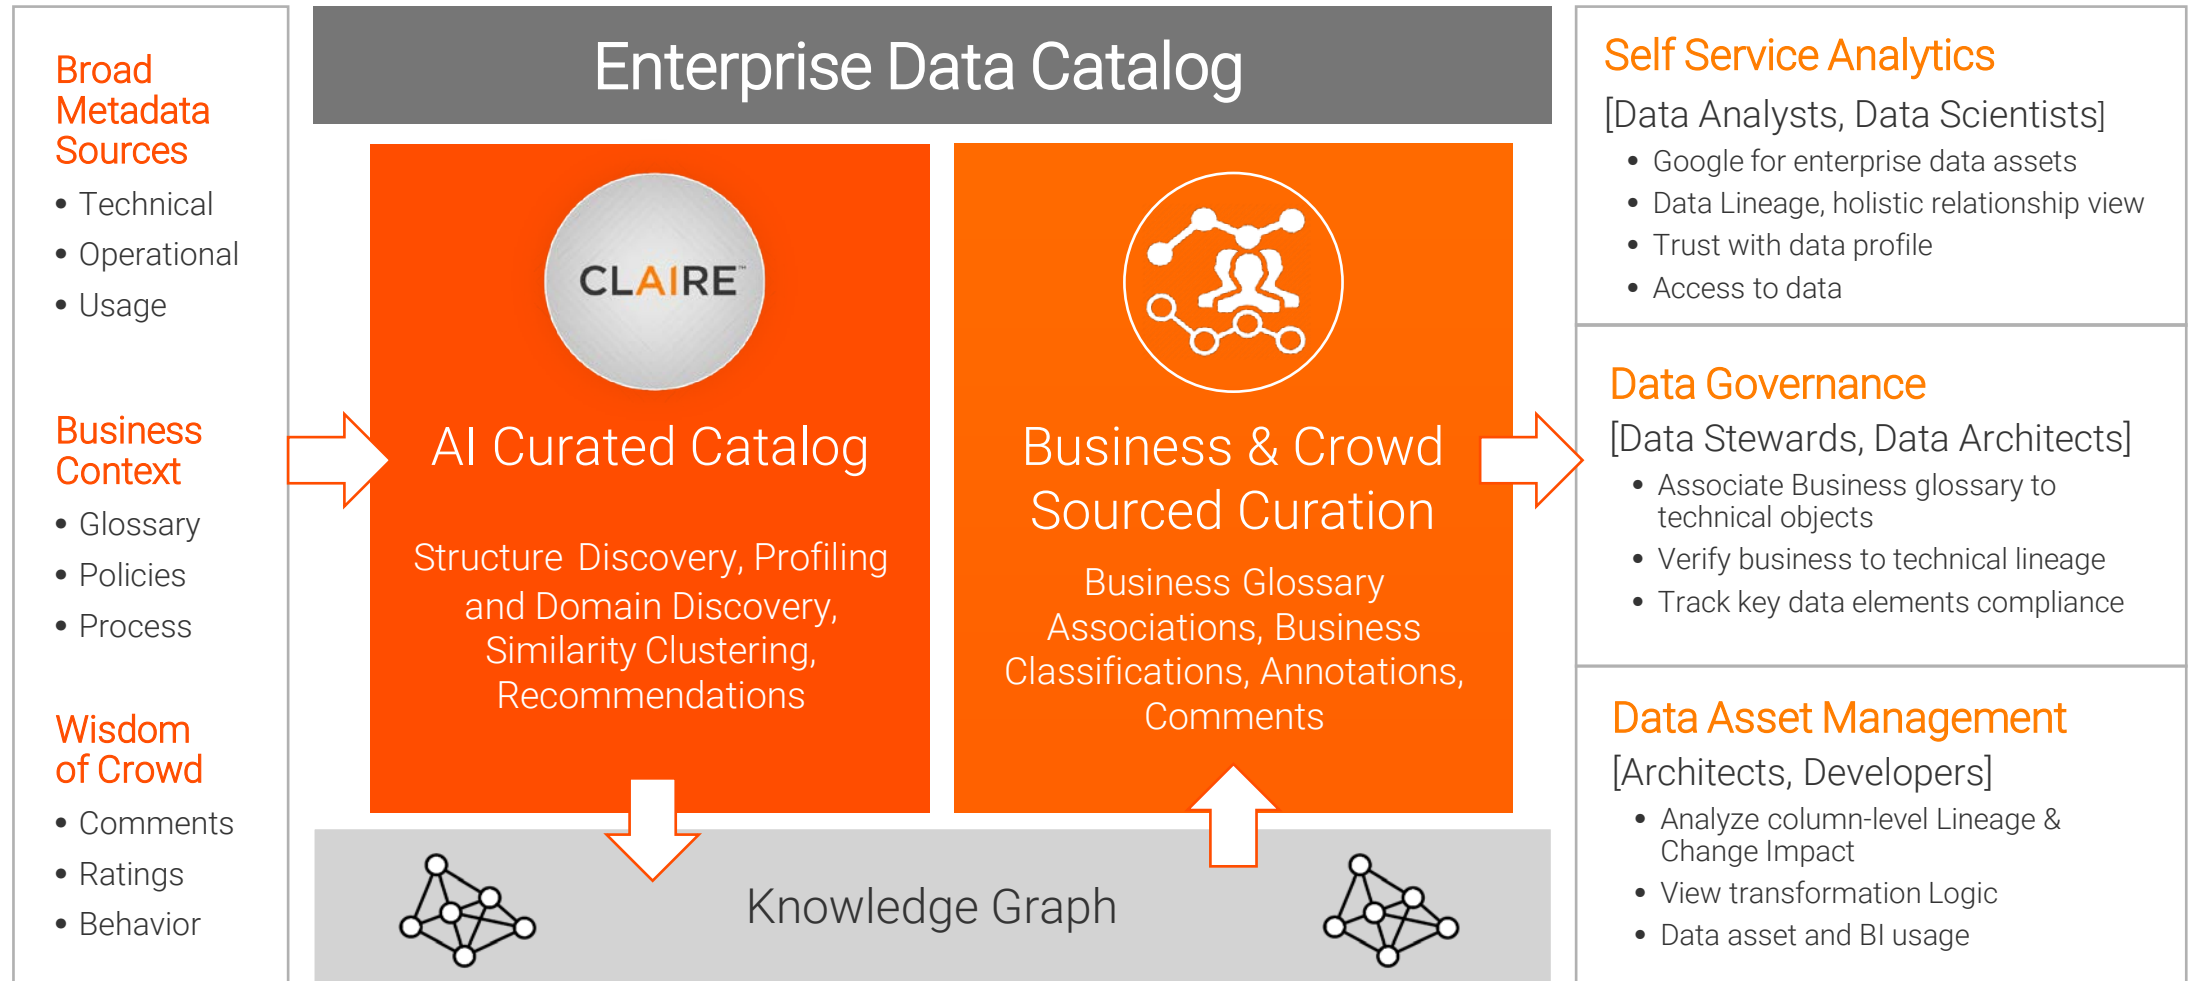 Broad
Metadata
Sources
• Technical
• Operational
• Usage
Business
Context
• Glossary
• Policies
• Process
Wisdom
of Crowd
• Comments
• Ratings
• Behavior
Enterprise Data Catalog
CLAIRE™
AI Curated Catalog
Structure Discovery, Profiling
and Domain Discovery,
Similarity Clustering,
Recommendations
Business & Crowd
Sourced Curation
Business Glossary
Associations, Business
Classifications, Annotations,
Comments
Knowledge Graph
Self Service Analytics
[Data Analysts, Data Scientists]
• Google for enterprise data assets
• Data Lineage, holistic relationship view
• Trust with data profile
• Access to data
Data Governance
[Data Stewards, Data Architects]
• Associate Business glossary to
technical objects
• Verify business to technical lineage
• Track key data elements compliance
Data Asset Management
[Architects, Developers]
• Analyze column-level Lineage &
Change Impact
• View transformation Logic
• Data asset and BI usage